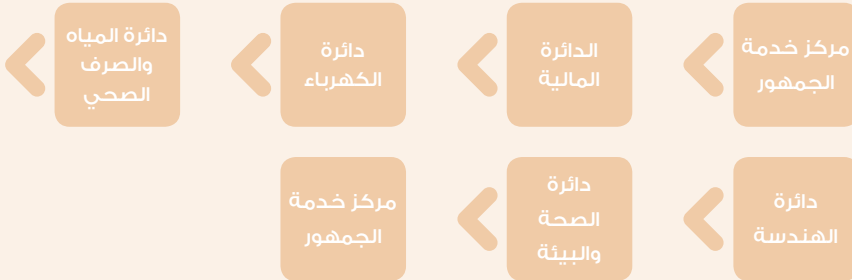 مركز خدمة
الجمهور
الدائرة
المالية
دائرة
الكهرباء
دائرة المياه
والصرف
الصحي
دائرة
الهندسة
دائرة
الصحة
والبيئة
مركز خدمة
الجمهور